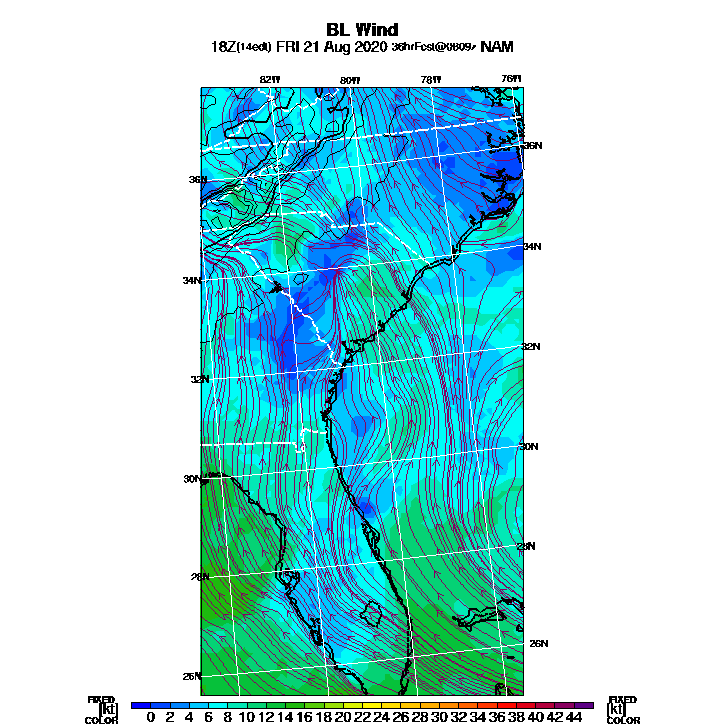 BL Wind
18Z(14edt) FRI 21 Aug 2020 36hrFcst@0609z NAM
82W 80W 78W 76W
36N
36N
34N
34N
32N
32N
30N
30N
28N
28N
26N
26N
FIXED FIXED
[kt] 0 2 4 6 8 10 12 14 16 18 20 22 24 26 28 30 32 34 36 38 40 42 44 [kt]
COLOR COLOR